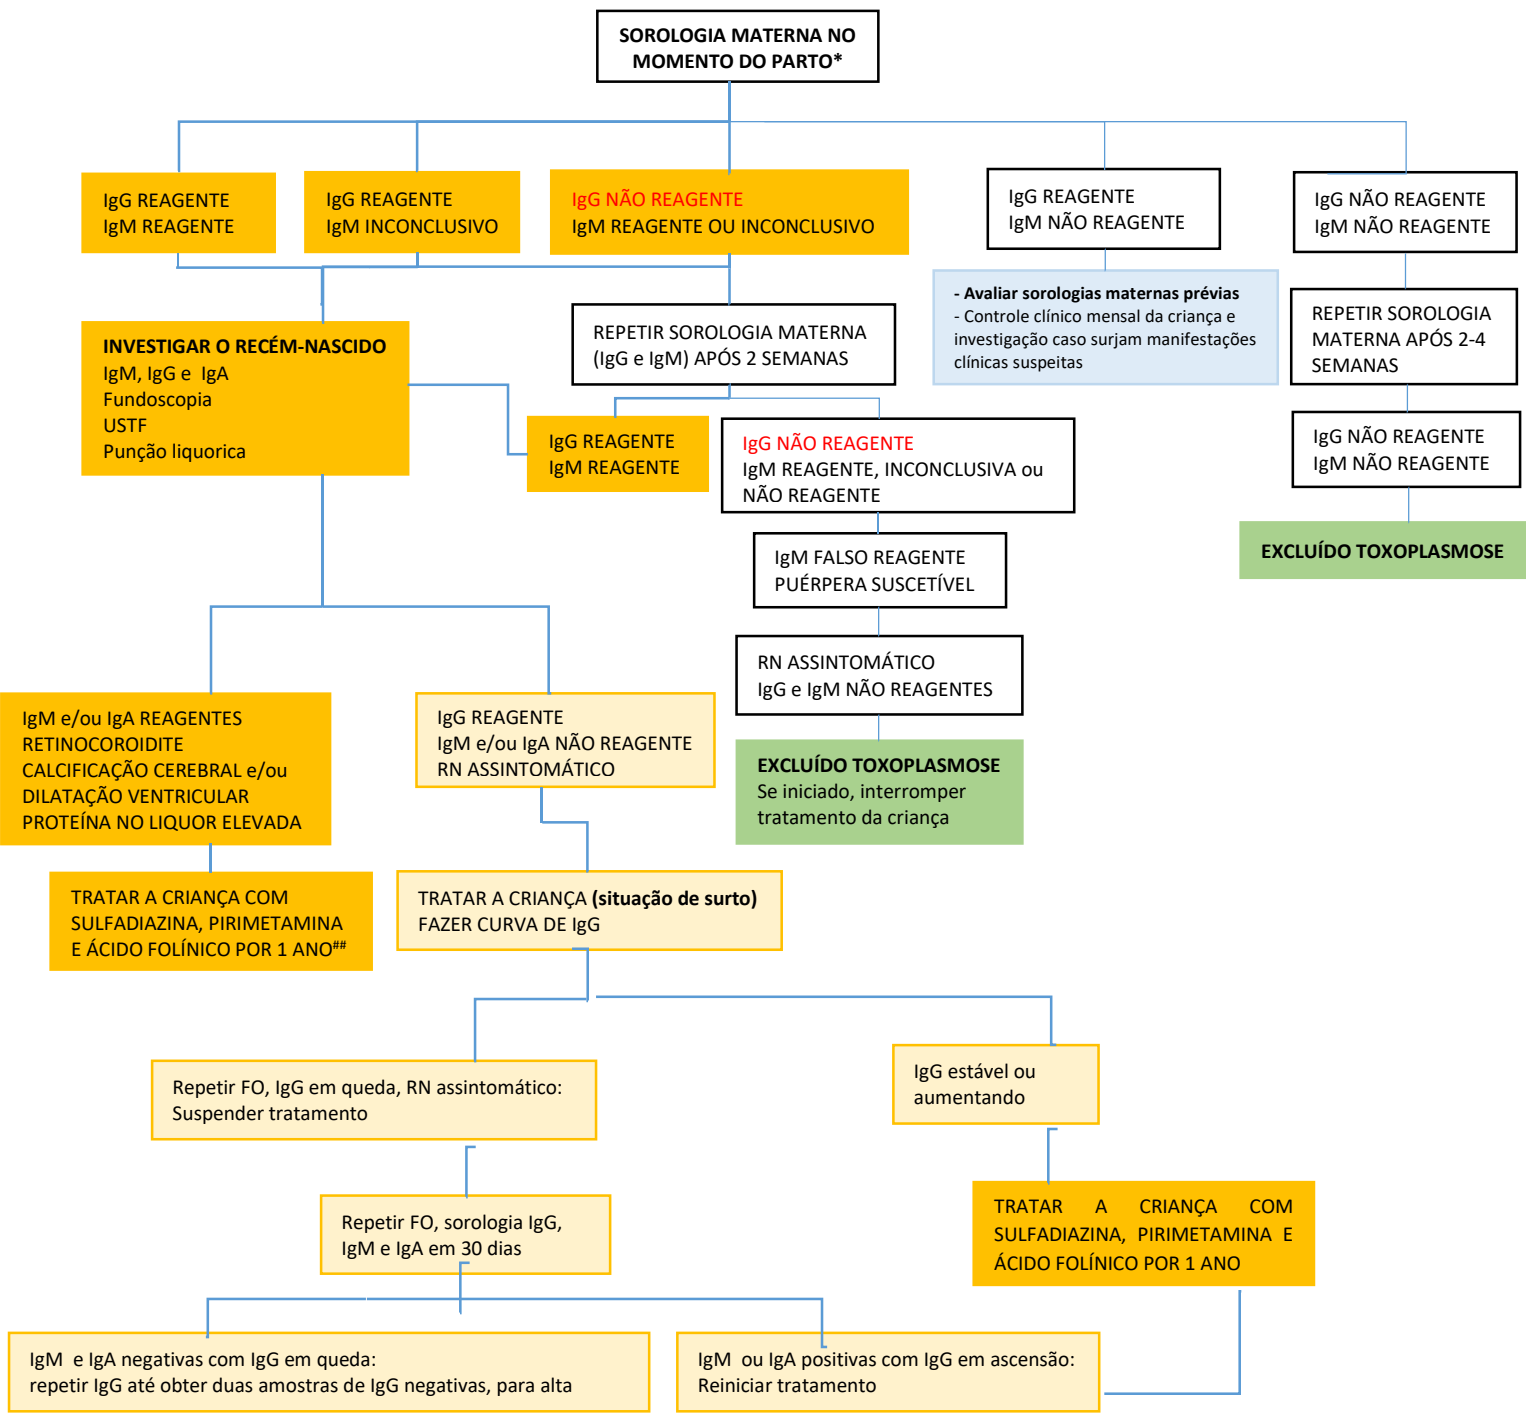 SOROLOGIA MATERNA NO
MOMENTO DO PARTO*
IgG REAGENTE
IgM REAGENTE
IgG REAGENTE
IgM INCONCLUSIVO
IgG NÃO REAGENTE
IgM REAGENTE OU INCONCLUSIVO
IgG REAGENTE
IgM NÃO REAGENTE
IgG NÃO REAGENTE
IgM NÃO REAGENTE
- Avaliar sorologias maternas prévias
- Controle clínico mensal da criança e
investigação caso surjam manifestações
clínicas suspeitas
REPETIR SOROLOGIA
MATERNA APÓS 2-4
SEMANAS
INVESTIGAR O RECÉM-NASCIDO
IgM, IgG e IgA
Fundoscopia
USTF
Punção liquorica
REPETIR SOROLOGIA MATERNA
(IgG e IgM) APÓS 2 SEMANAS
IgG REAGENTE
IgM REAGENTE
IgG NÃO REAGENTE
IgM REAGENTE, INCONCLUSIVA ou
NÃO REAGENTE
IgG NÃO REAGENTE
IgM NÃO REAGENTE
EXCLUÍDO TOXOPLASMOSE
IgM FALSO REAGENTE
PUÉRPERA SUSCETÍVEL
RN ASSINTOMÁTICO
IgG e IgM NÃO REAGENTES
EXCLUÍDO TOXOPLASMOSE
Se iniciado, interromper
tratamento da criança
IgM e/ou IgA REAGENTES
RETINOCOROIDITE
CALCIFICAÇÃO CEREBRAL e/ou
DILATAÇÃO VENTRICULAR
PROTEÍNA NO LIQUOR ELEVADA
IgG REAGENTE
IgM e/ou IgA NÃO REAGENTE
RN ASSINTOMÁTICO
TRATAR A CRIANÇA COM
SULFADIAZINA, PIRIMETAMINA
E ÁCIDO FOLÍNICO POR 1 ANO##
TRATAR A CRIANÇA (situação de surto)
FAZER CURVA DE IgG
Repetir FO, IgG em queda, RN assintomático:
Suspender tratamento
IgG estável ou
aumentando
Repetir FO, sorologia IgG,
IgM e IgA em 30 dias
TRATAR A CRIANÇA COM
SULFADIAZINA, PIRIMETAMINA E
ÁCIDO FOLÍNICO POR 1 ANO
IgM e IgA negativas com IgG em queda:
repetir IgG até obter duas amostras de IgG negativas, para alta
IgM ou IgA positivas com IgG em ascensão:
Reiniciar tratamento